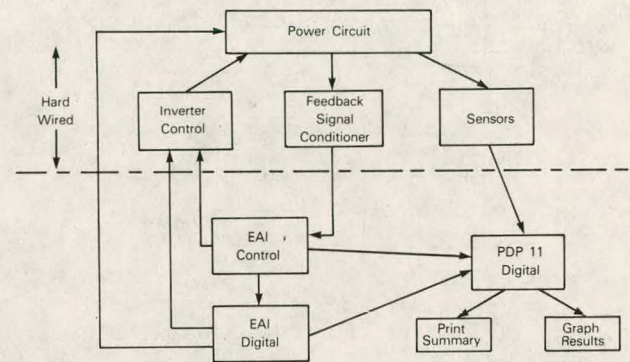 Power Circuit
Hard
Wired
Inverter
Control
Feedback
Signal
Conditioner
Sensors
EAI
Control
PDP 11
Digital
EAI
Digital
Print
Summary
Graph
Results